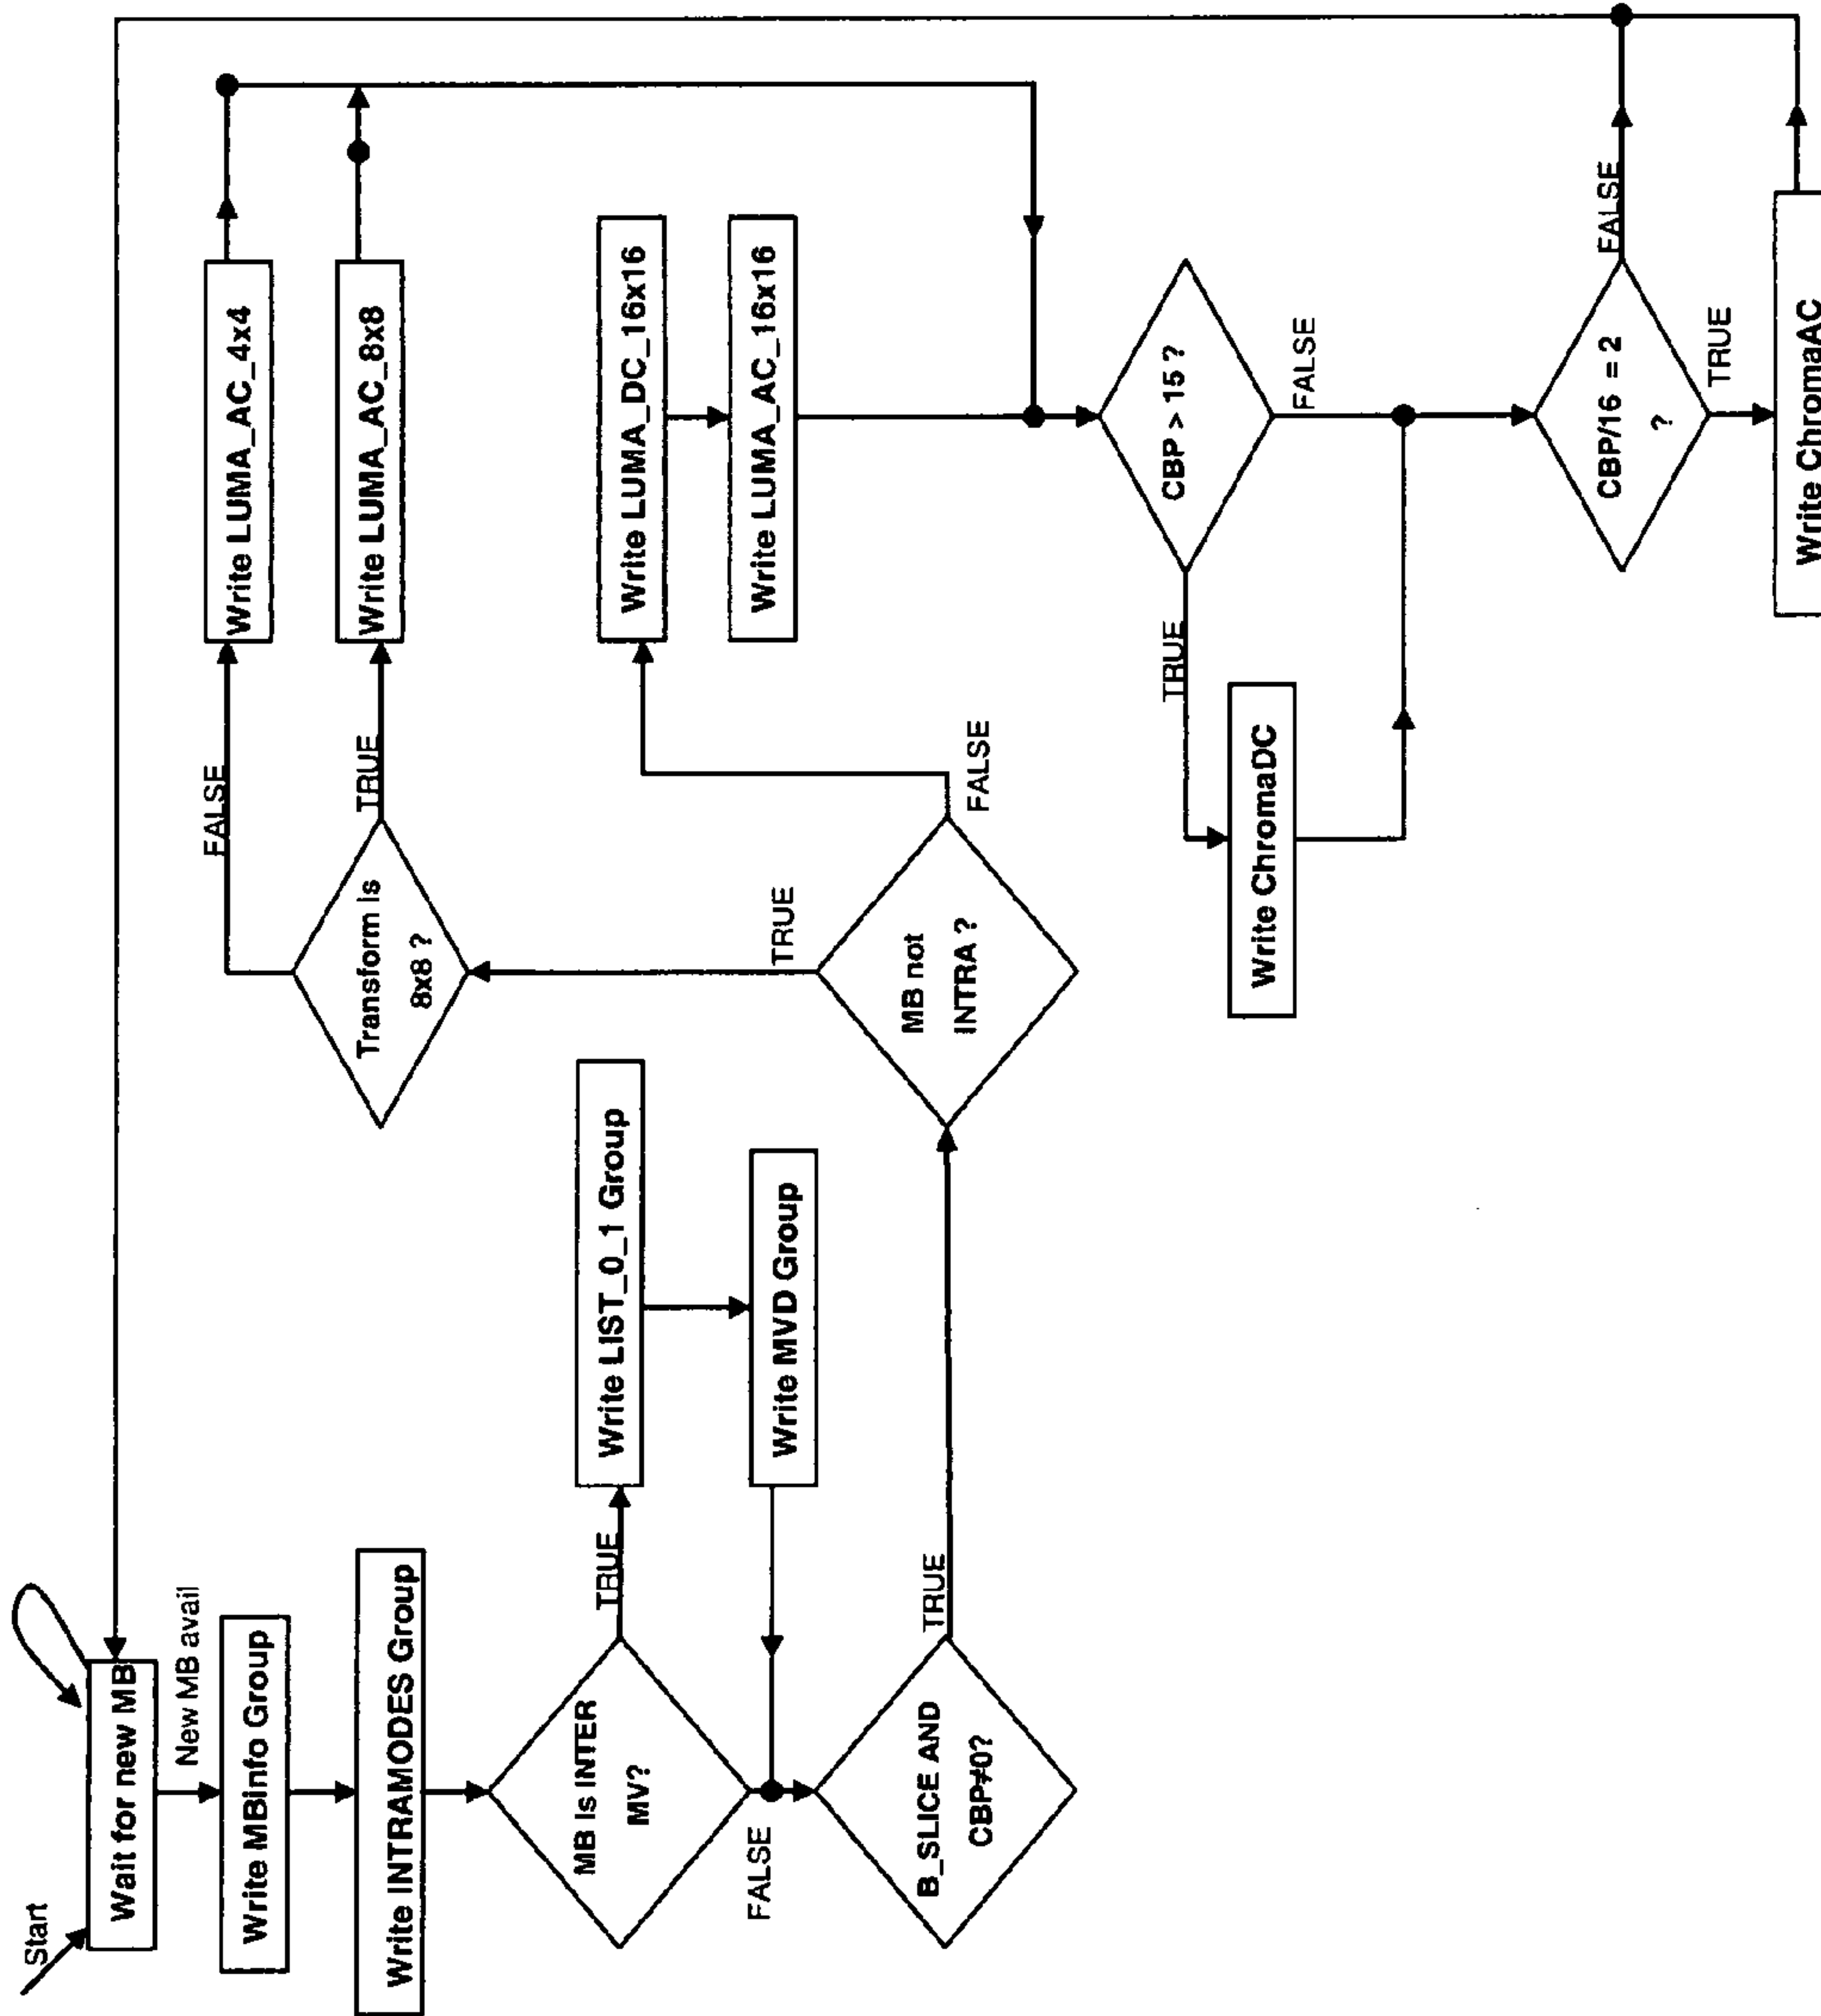 Start
Wait for new MB
New MB avail
Write MBinfo Group
Write INTRAMODES Group
MB is INTER
MV?
TRUE
FALSE
Write LIST_0_1 Group
Write MVD Group
B_SLICE AND
CBP≠0?
TRUE
MB not
INTRA ?
TRUE
FALSE
Transform is
8x8 ?
FALSE
TRUE
Write LUMA_AC_4x4
Write LUMA_AC_8x8
Write LUMA_DC_16x16
Write LUMA_AC_16x16
CBP > 15 ?
TRUE
FALSE
Write ChromaDC
CBP/16 = 2
?
FALSE
TRUE
Write ChromaAC